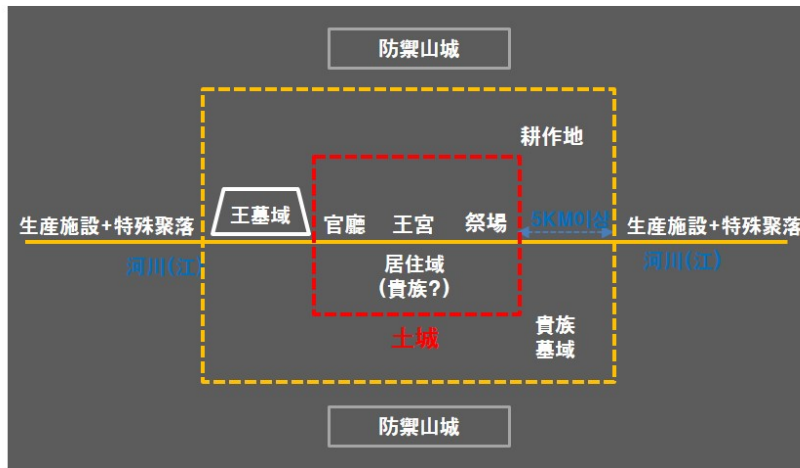 防禦山城
耕作地
王墓域
官廳
王宮
祭場
5KM이상
生産施設+特殊聚落
生産施設+特殊聚落
河川(江)
河川(江)
居住域
(貴族?)
土城
貴族
墓域
防禦山城